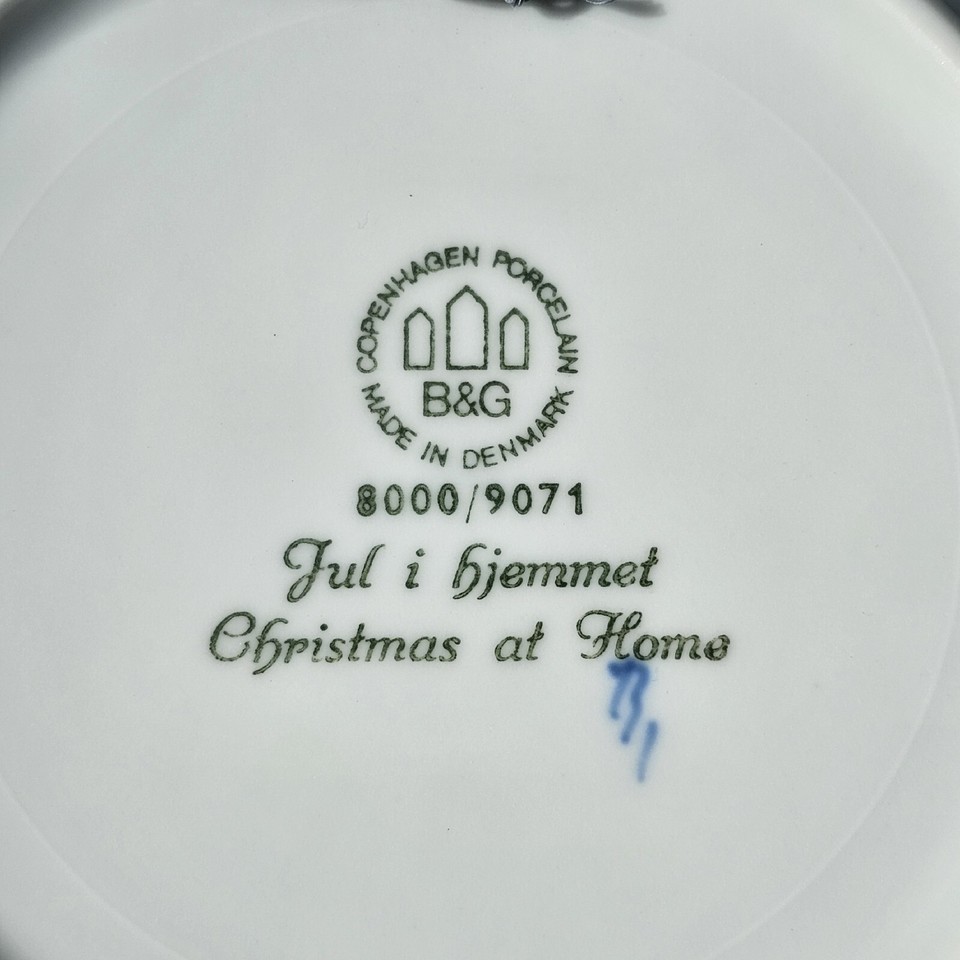 COPENHAGEN PORCELAIN
B&G
MADE IN DENMARK
8000/9071
Jul i hjemmet
Christmas at Home